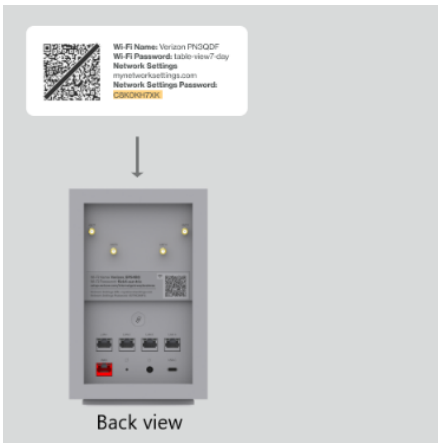 Wi-Fi Name: Verizon PN3QDF
Wi-Fi Password: table-view7-day
Network Settings
mynetworksettings.com
Network Settings Password:
C8KOKH7XK
Back view